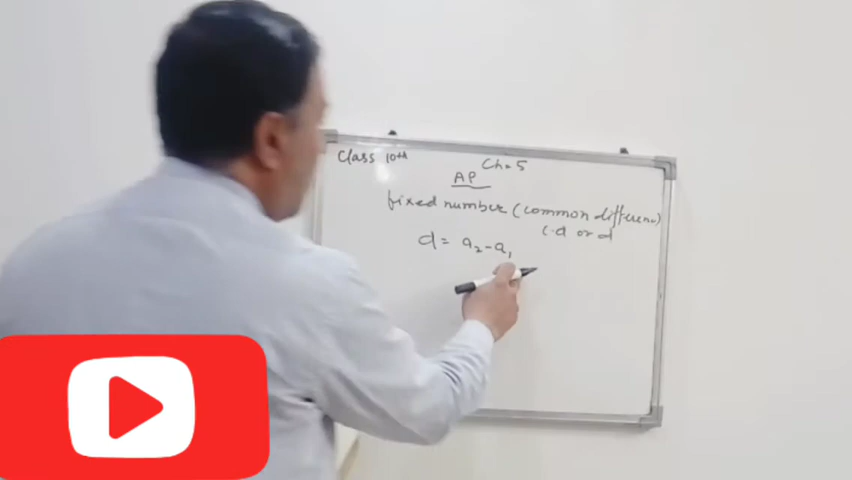 Class 10th
Ch. 5
AP
fixed number (common difference)
c.d or d
d = a₂-a₁